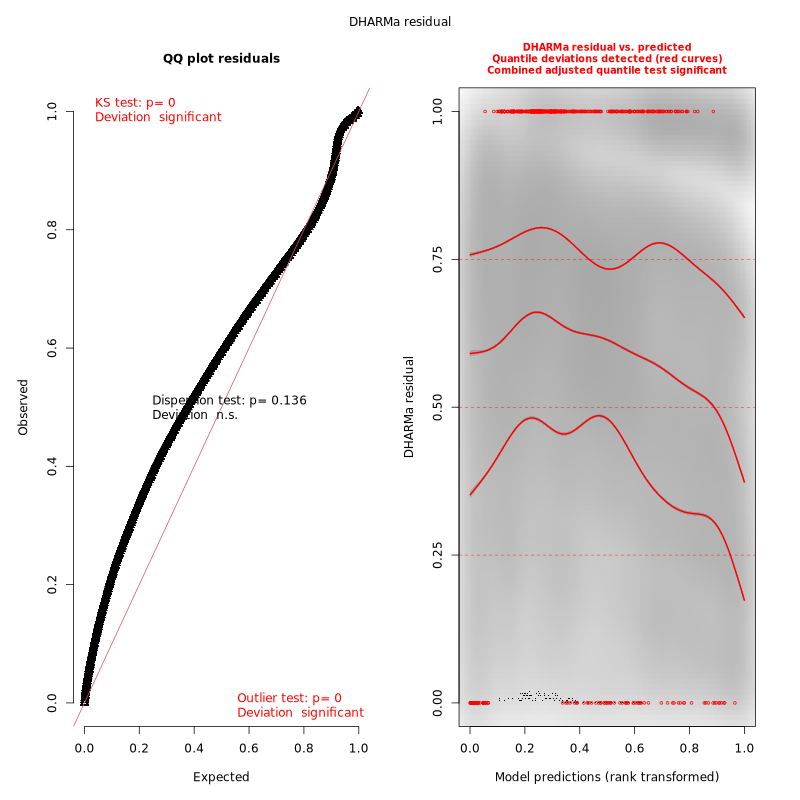 DHARMa residual
QQ plot residuals
KS test: p= 0
Deviation  significant
Dispersion test: p= 0.136
Deviation  n.s.
Outlier test: p= 0
Deviation  significant
Observed
0.0
0.2
0.4
0.6
0.8
1.0
0.0 0.2 0.4 0.6 0.8 1.0
Expected
DHARMa residual vs. predicted
Quantile deviations detected (red curves)
Combined adjusted quantile test significant
DHARMa residual
0.00
0.25
0.50
0.75
1.00
0.0 0.2 0.4 0.6 0.8 1.0
Model predictions (rank transformed)